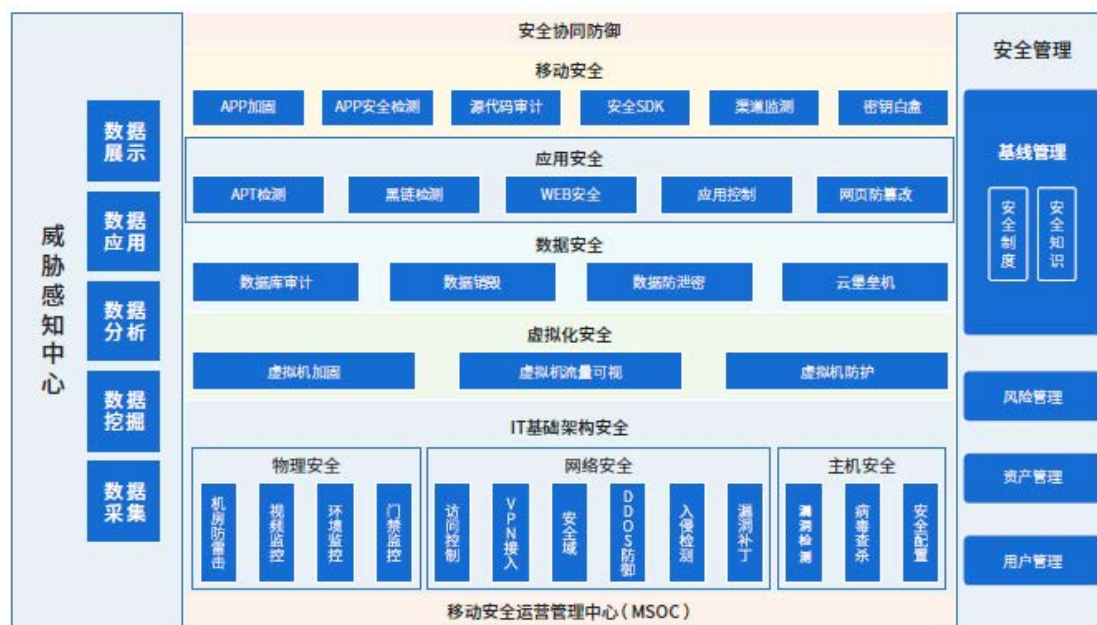 威胁感知中心
数据
展示
数据
应用
数据
分析
数据
挖掘
数据
采集
安全协同防御
移动安全
APP加固
APP安全检测
源代码审计
安全SDK
渠道监测
密钥白盒
应用安全
APT检测
黑链检测
WEB安全
应用控制
网页防篡改
数据安全
数据库审计
数据销毁
数据防泄密
云堡垒机
虚拟化安全
虚拟机加固
虚拟机流量可视
虚拟机防护
IT基础架构安全
物理安全
机房防雷击
视频监控
环境监控
门禁监控
网络安全
访问控制
VPN接入
安全域
DDOS防御
入侵检测
漏洞补丁
主机安全
漏洞检测
病毒查杀
安全配置
移动安全运营管理中心(MSOC)
安全管理
基线管理
安全制度
安全知识
风险管理
资产管理
用户管理